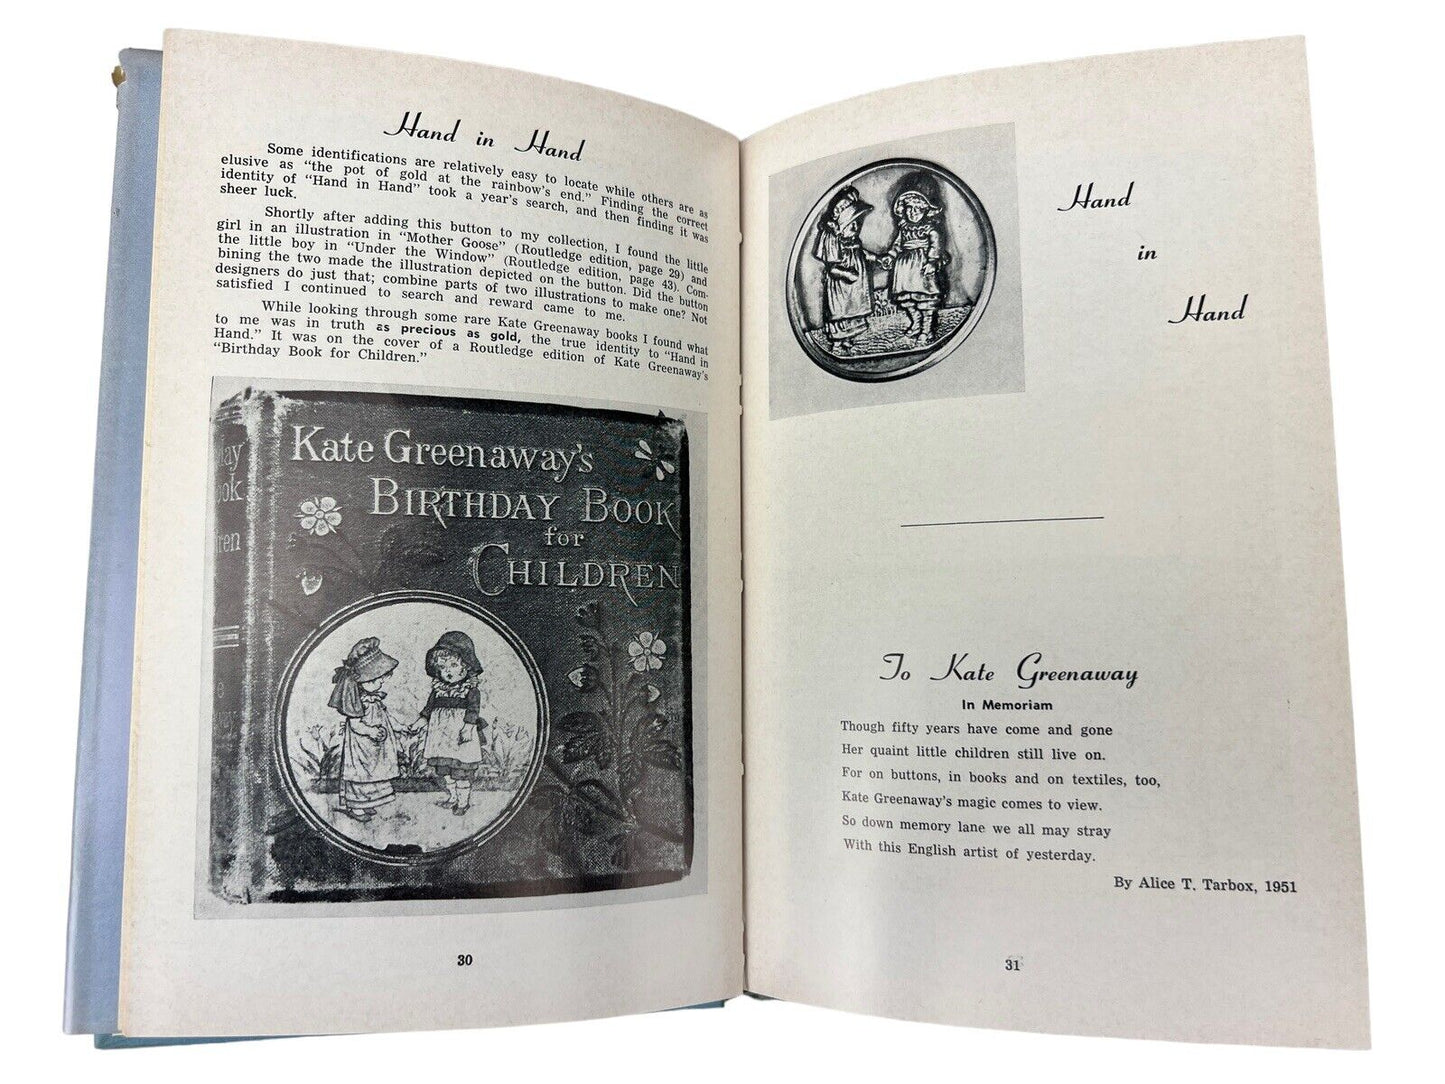 Hand in Hand
Some identifications are relatively easy to locate while others are as
elusive as "the pot of gold at the rainbow's end." Finding the correct
identity of "Hand in Hand" took a year's search, and then finding it was
sheer luck.
Shortly after adding this button to my collection, I found the little
girl in an illustration in "Mother Goose" (Routledge edition, page 29) and
the little boy in "Under the Window" (Routledge edition, page 43). Com-
bining the two made the illustration depicted on the button. Did the button
designers do just that; combine parts of two illustrations to make one? Not
satisfied I continued to search and reward came to me.
While looking through some rare Kate Greenaway books I found what
to me was in truth as precious as gold, the true identity to "Hand in
Hand." It was on the cover of a Routledge edition of Kate Greenaway's
"Birthday Book for Children."
Kate Greenaway's
BIRTHDAY BOOK
for
CHILDREN
30
Hand
in
Hand
To Kate Greenaway
In Memoriam
Though fifty years have come and gone
Her quaint little children still live on.
For on buttons, in books and on textiles, too,
Kate Greenaway's magic comes to view.
So down memory lane we all may stray
With this English artist of yesterday.
By Alice T. Tarbox, 1951
31